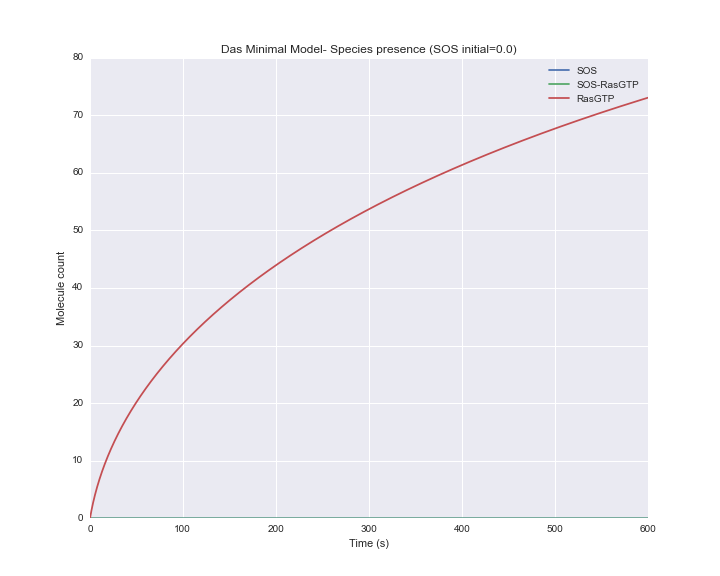 Das Minimal Model- Species presence (SOS initial=0.0)
80
70
60
50
40
30
20
10
0
Molecule count
SOS
SOS-RasGTP
RasGTP
0 100 200 300 400 500 600
Time (s)